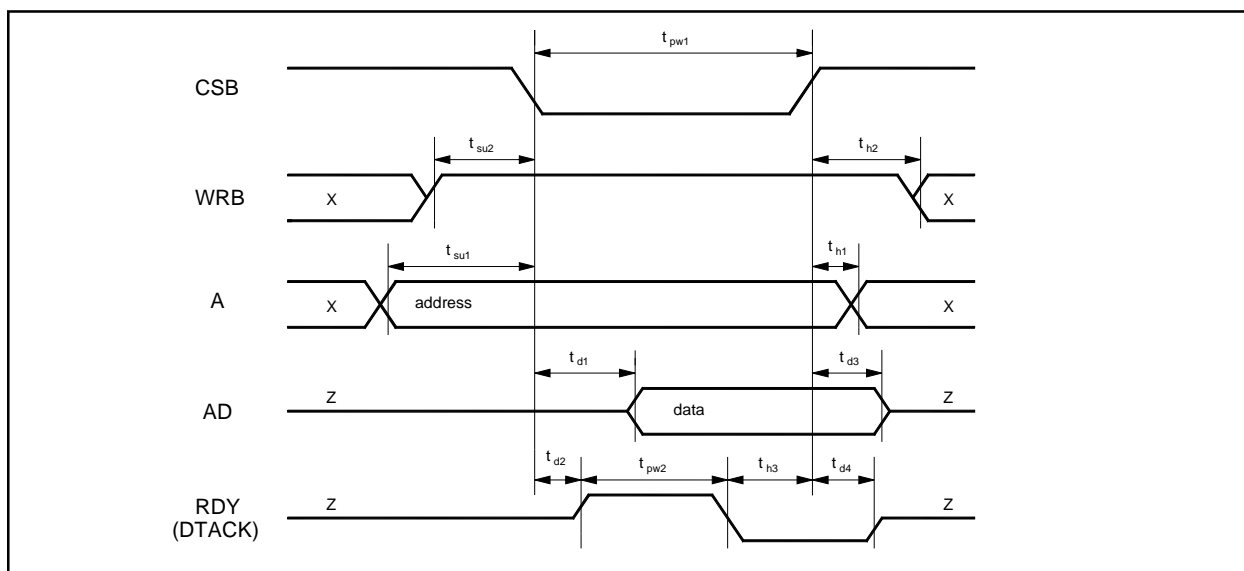 t pw1
CSB
t su2
t h2
WRB
X
X
t su1
t h1
A
X
address
X
t d1
t d3
AD
Z
data
Z
t d2
t pw2
t h3
t d4
RDY
(DTACK)
Z
Z